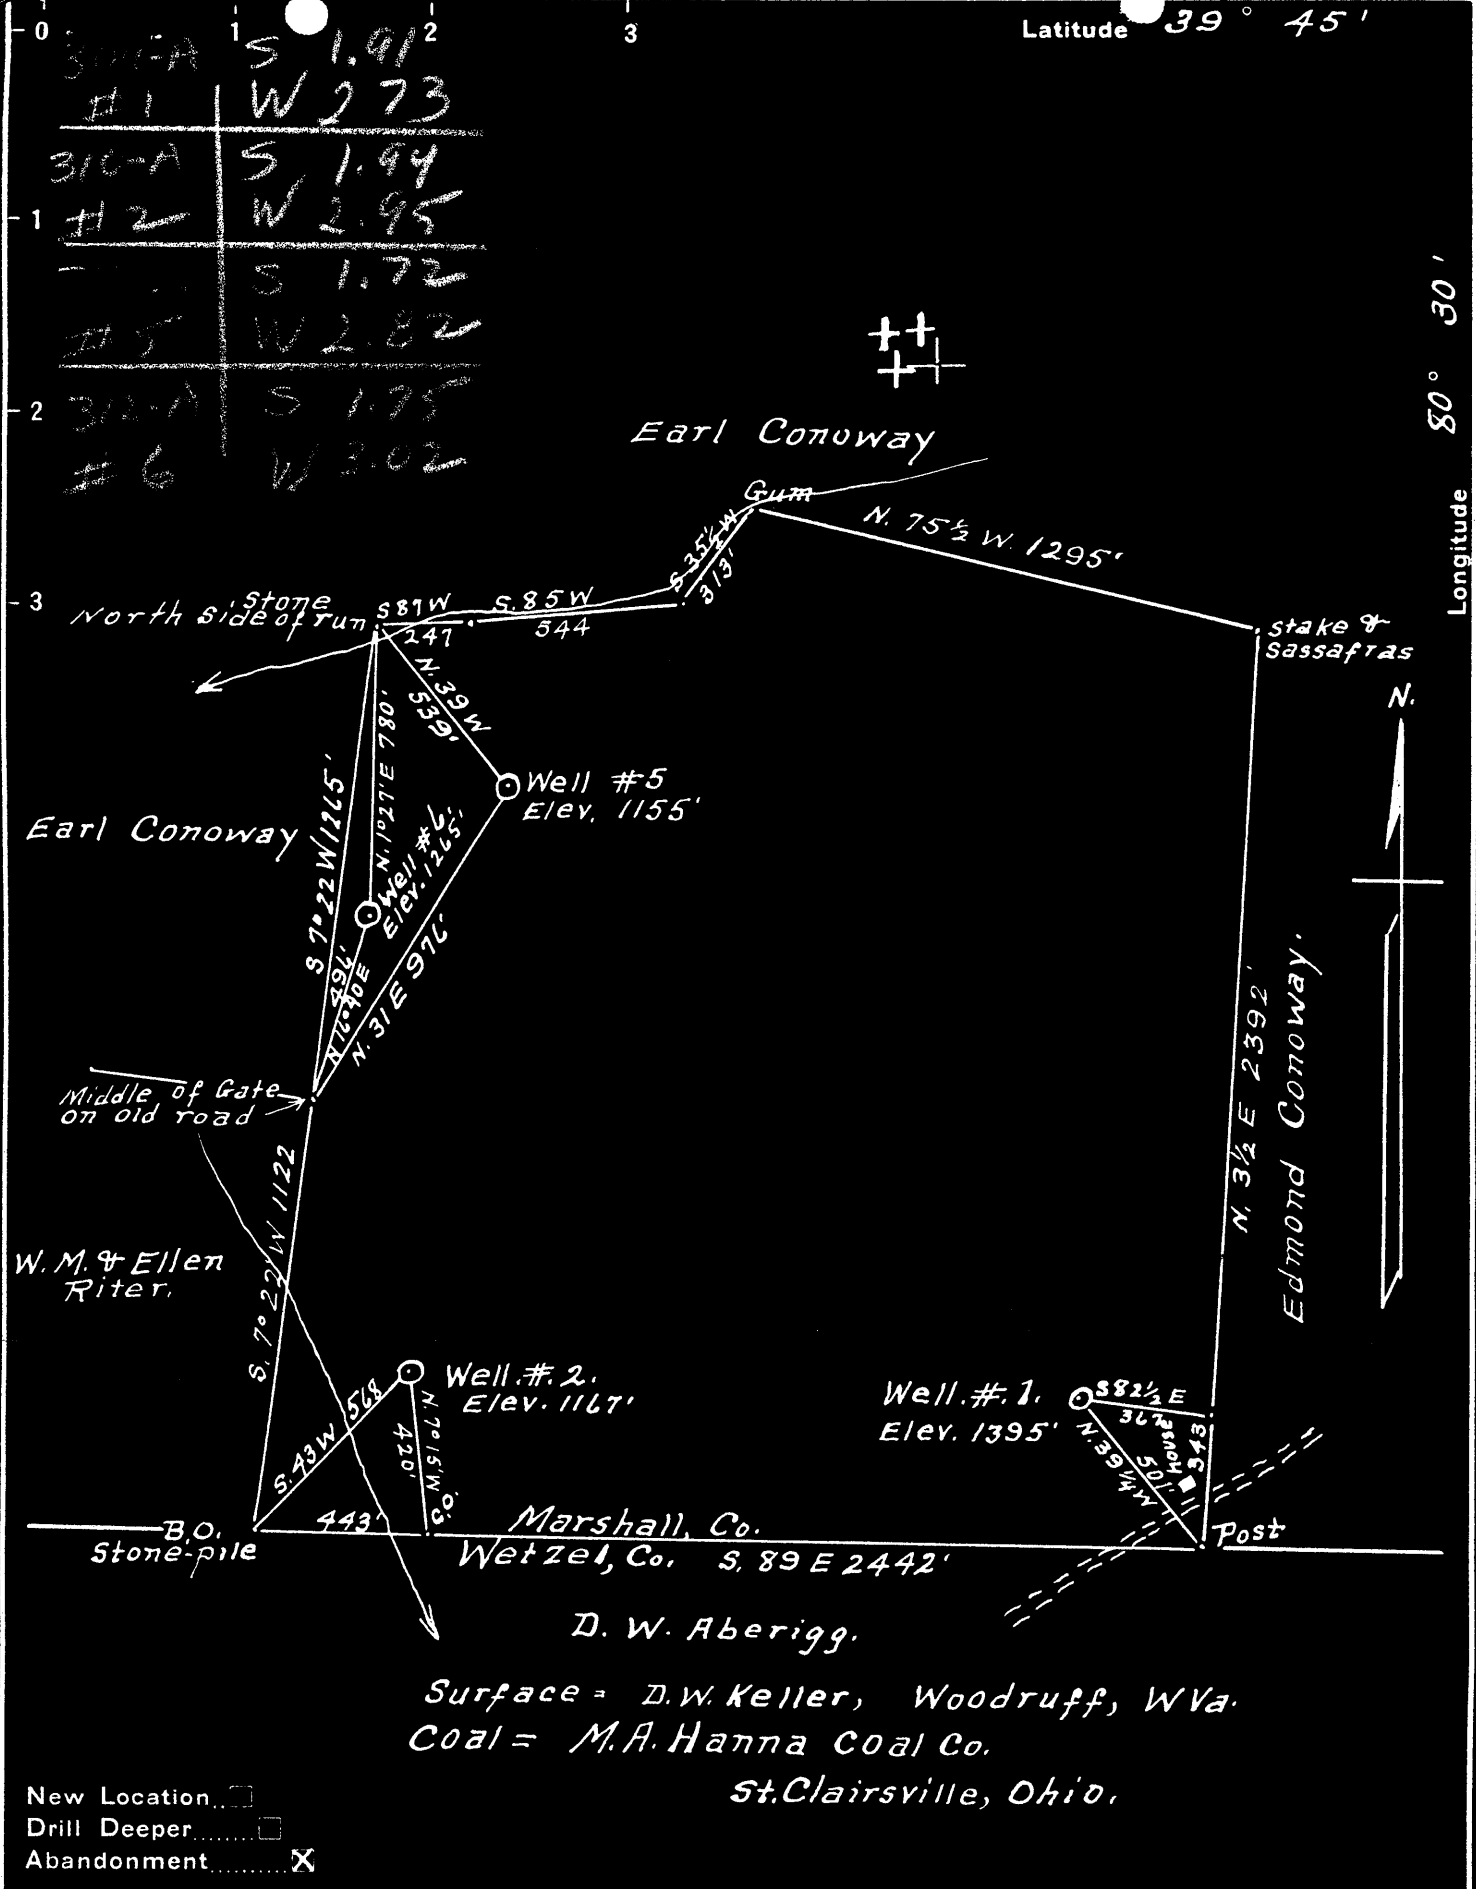 0 1 2 3
Latitude 39° 45'
S 1.91
#1 W 2.73
316-A S 1.94
#2 W 2.95
1
S 1.72
#5 W 2.82
312-A S 1.75
#6 W 3.02
2
80° 30'
Longitude
Earl Conoway
Gum
N. 75½ W. 1295'
S. 35½ W
313'
3
Stone
North side of run
S 87 W
247
S. 85 W
544
stake &
sassafras
N.
N. 39 W
539'
N. 1°27' E 780'
S 7°22 W 1265'
Well #5
Elev. 1155'
Earl Conoway
Well #6
Elev. 1265'
494'
N 16°40 E
N. 31 E 976'
Middle of Gate
on old road
N. 3½ E 2392'
Edmond Conoway.
S. 7°22' W 1122
W. M. & Ellen
Riter.
Well. #. 2.
Elev. 1167'
S. 43 W 568
N. 7°15' W
420'
Well. #. 1.
Elev. 1395'
S 82½ E
367
House
343
N. 39¼ W
501
B.O.
Stone-pile
443'
Marshall, Co.
Wetzel, Co. S. 89 E 2442'
Post
D. W. Aberigg.
Surface = D.W. Keller, Woodruff, W Va.
Coal = M.A. Hanna Coal Co.
St. Clairsville, Ohio.
New Location
Drill Deeper
Abandonment X